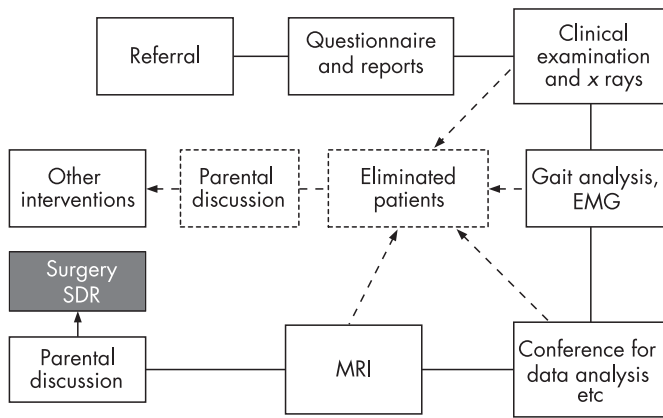 Referral
Questionnaire
and reports
Clinical
examination
and x rays
Other
interventions
Parental
discussion
Eliminated
patients
Gait analysis,
EMG
Surgery
SDR
Parental
discussion
MRI
Conference for
data analysis
etc